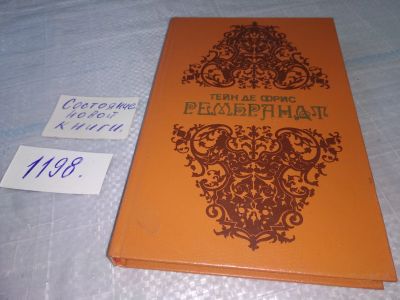 Состояние
новой
книги.
1198.
ТЕЙН ДЕ ФРИС
РЕМБРАНДТ